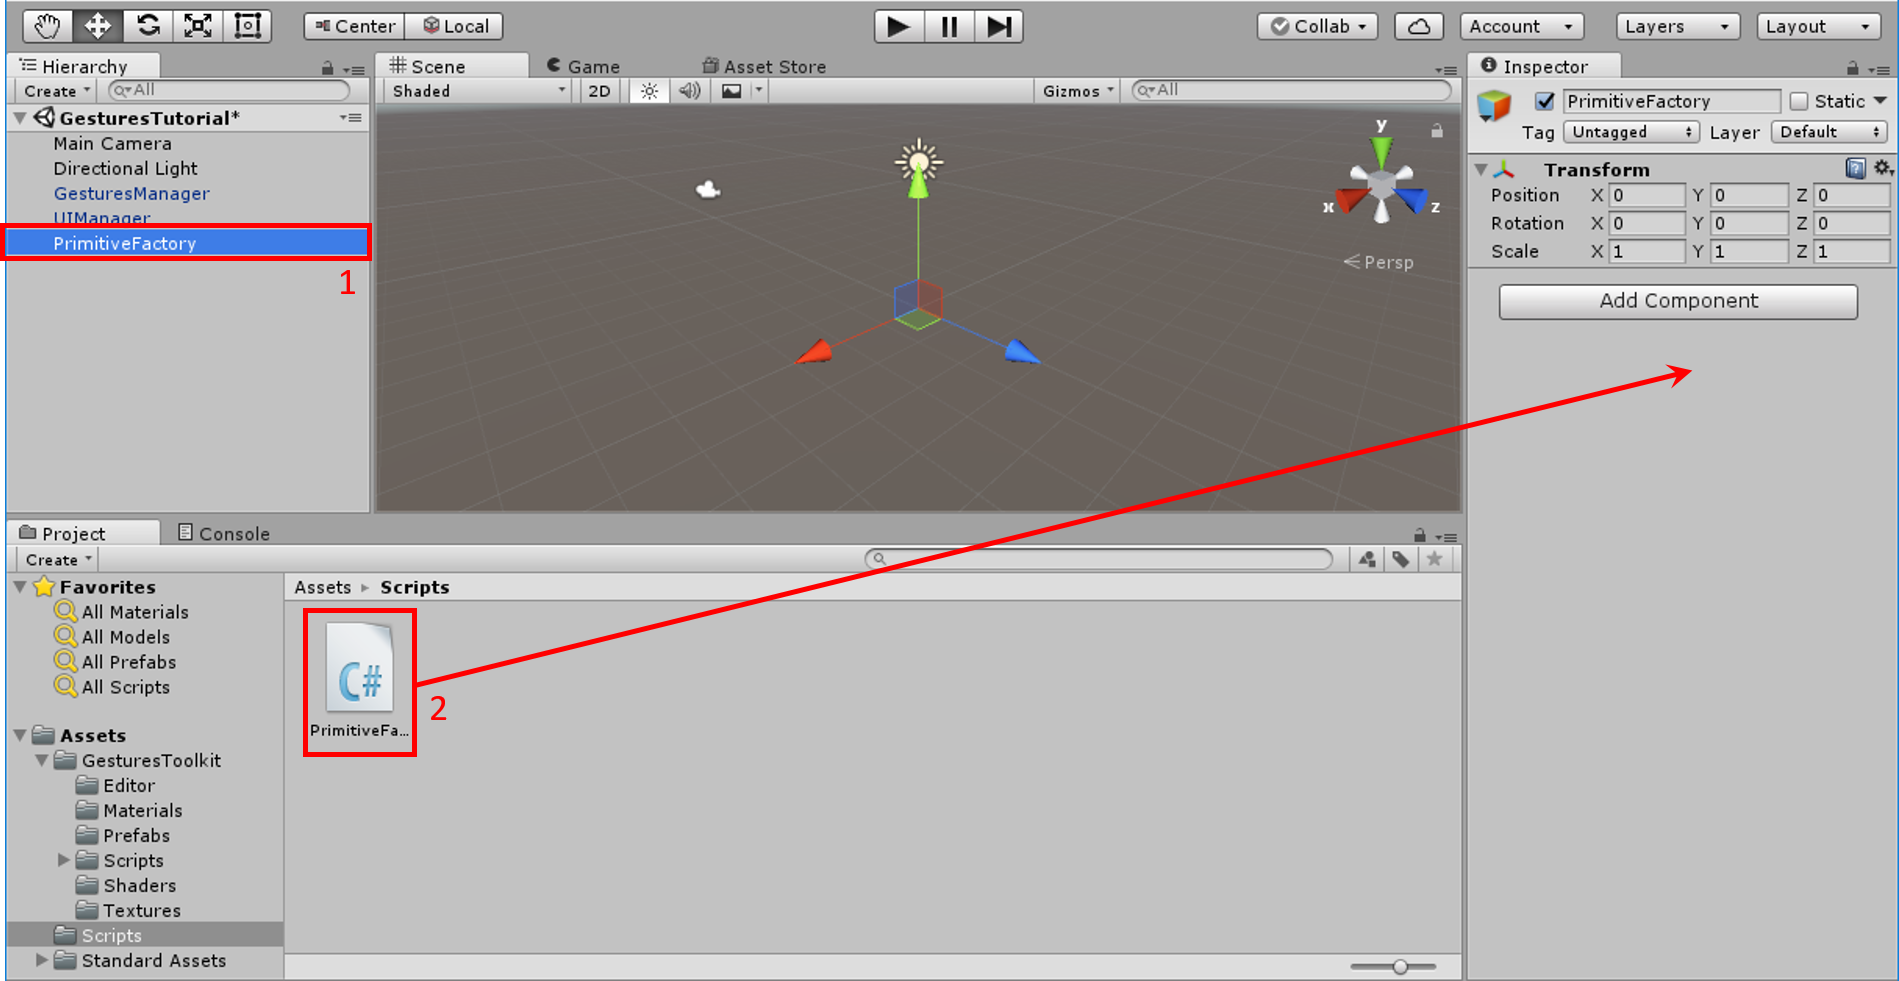 Center Local
Collab Account Layers Layout
Hierarchy
Create All
GesturesTutorial*
Main Camera
Directional Light
GesturesManager
UIManager
PrimitiveFactory
1
Scene Game Asset Store
Shaded 2D Gizmos All
y
x z
Persp
Inspector
PrimitiveFactory Static
Tag Untagged Layer Default
Transform
Position X 0 Y 0 Z 0
Rotation X 0 Y 0 Z 0
Scale X 1 Y 1 Z 1
Add Component
Project Console
Create
Favorites
All Materials
All Models
All Prefabs
All Scripts
Assets
GesturesToolkit
Editor
Materials
Prefabs
Scripts
Shaders
Textures
Scripts
Standard Assets
Assets Scripts
C#
PrimitiveFa...
2